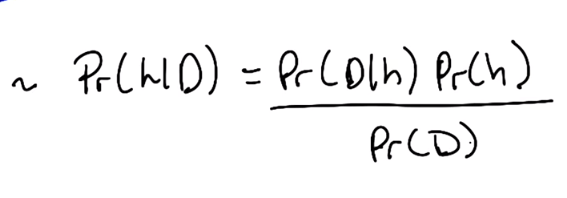 ~ Pr(h|D) = Pr(D|h) Pr(h)
Pr(D)